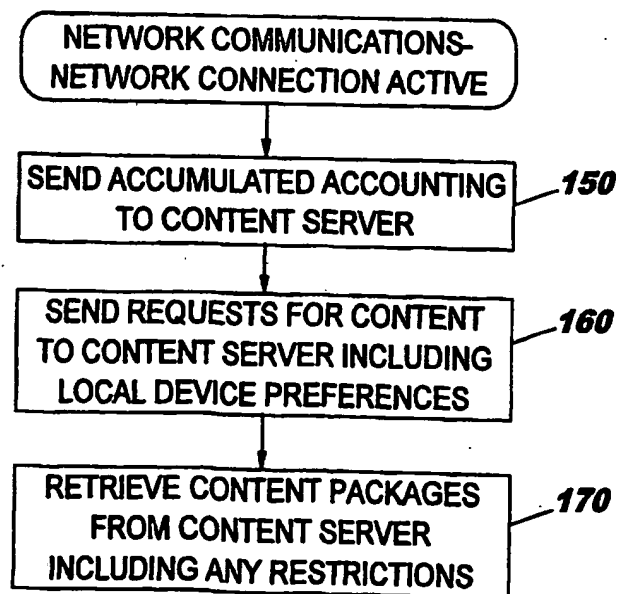 NETWORK COMMUNICATIONS-
NETWORK CONNECTION ACTIVE
SEND ACCUMULATED ACCOUNTING
TO CONTENT SERVER
150
SEND REQUESTS FOR CONTENT
TO CONTENT SERVER INCLUDING
LOCAL DEVICE PREFERENCES
160
RETRIEVE CONTENT PACKAGES
FROM CONTENT SERVER
INCLUDING ANY RESTRICTIONS
170